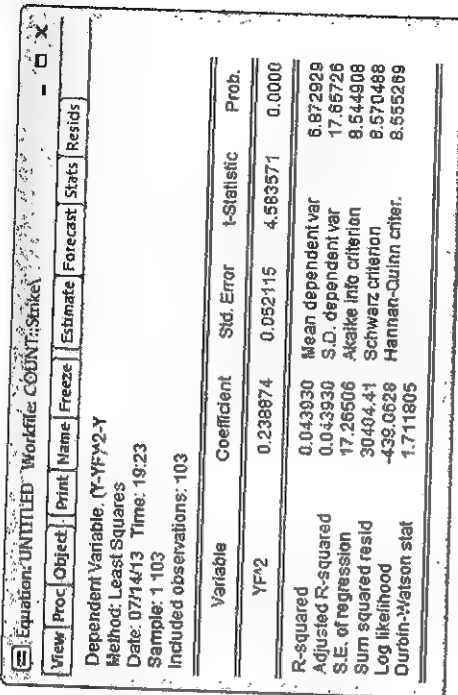 Equation: UNTITLED Workfile: COUNT::Strike\
View Proc Object Print Name Freeze Estimate Forecast Stats Resids
Dependent Variable: (Y-YF)^2-Y
Method: Least Squares
Date: 07/14/13 Time: 19:23
Sample: 1 103
Included observations: 103
Variable Coefficient Std. Error t-Statistic Prob.
YF^2 0.238874 0.052115 4.583571 0.0000
R-squared 0.043930 Mean dependent var 6.872929
Adjusted R-squared 0.043930 S.D. dependent var 17.65726
S.E. of regression 17.26506 Akaike info criterion 8.544908
Sum squared resid 30404.41 Schwarz criterion 8.570488
Log likelihood -439.0628 Hannan-Quinn criter. 8.555269
Durbin-Watson stat 1.711805